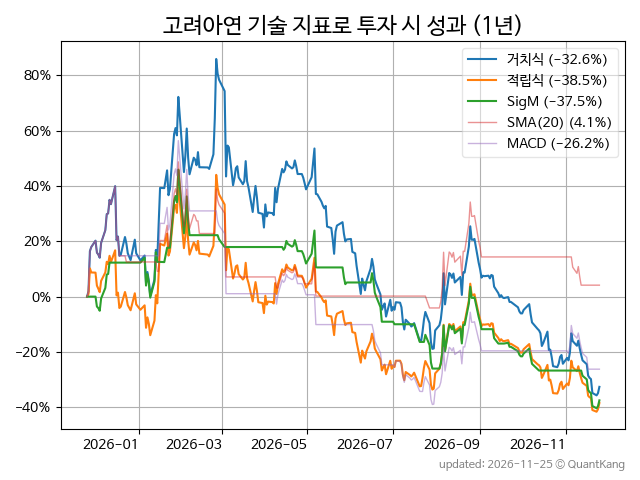 고려아연 기술 지표로 투자 시 성과 (1년)
거치식 (−32.6%)
적립식 (−38.5%)
SigM (−37.5%)
SMA(20) (4.1%)
MACD (−26.2%)
80%
60%
40%
20%
0%
−20%
−40%
2026-01 2026-03 2026-05 2026-07 2026-09 2026-11
updated: 2026-11-25 © QuantKang